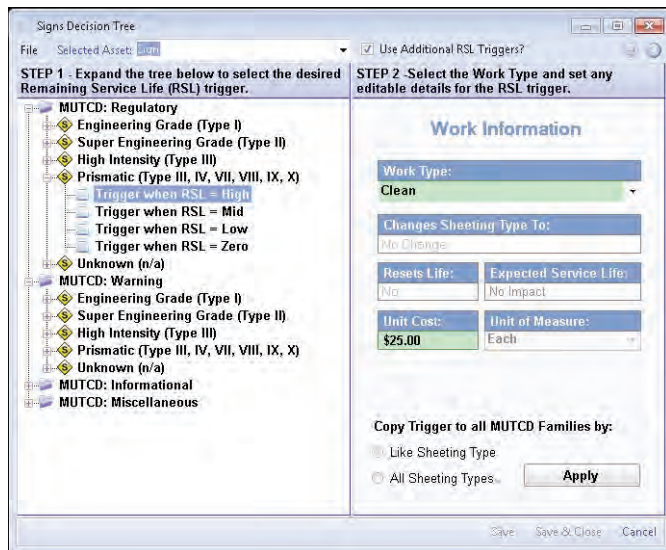 Signs Decision Tree
File Selected Asset: Sign Use Additional RSL Triggers?
STEP 1 - Expand the tree below to select the desired
Remaining Service Life (RSL) trigger.
MUTCD: Regulatory
Engineering Grade (Type I)
Super Engineering Grade (Type II)
High Intensity (Type III)
Prismatic (Type III, IV, VII, VIII, IX, X)
Trigger when RSL = High
Trigger when RSL = Mid
Trigger when RSL = Low
Trigger when RSL = Zero
Unknown (n/a)
MUTCD: Warning
Engineering Grade (Type I)
Super Engineering Grade (Type II)
High Intensity (Type III)
Prismatic (Type III, IV, VII, VIII, IX, X)
Unknown (n/a)
MUTCD: Informational
MUTCD: Miscellaneous
STEP 2 -Select the Work Type and set any
editable details for the RSL trigger.
Work Information
Work Type:
Clean
Changes Sheeting Type To:
No Change
Resets Life: Expected Service Life:
No No Impact
Unit Cost: Unit of Measure:
$25.00 Each
Copy Trigger to all MUTCD Families by:
Like Sheeting Type
All Sheeting Types
Apply
Save Save & Close Cancel